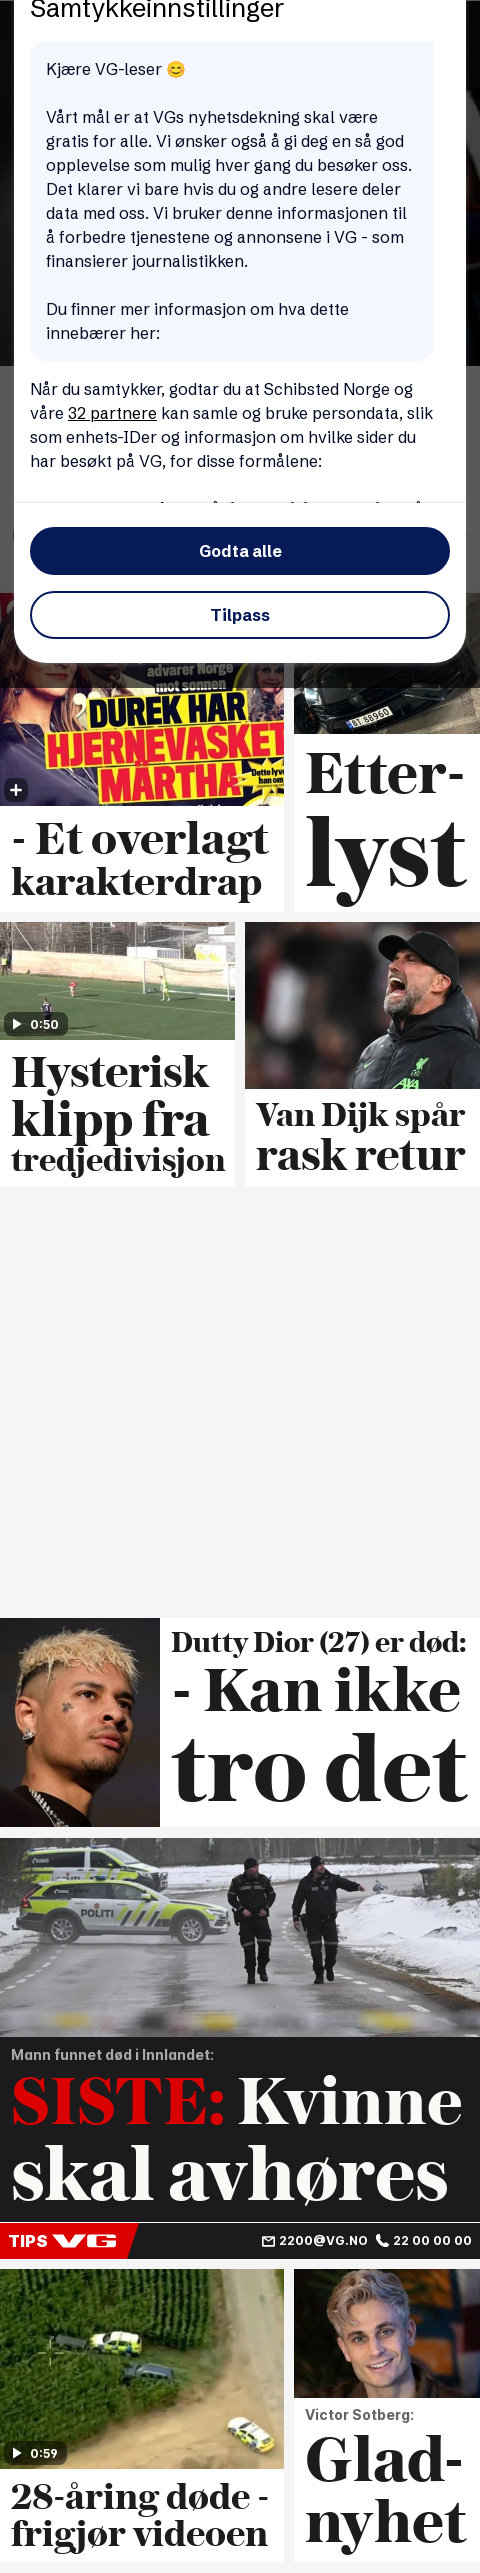 Samtykkeinnstillinger
Kjære VG-leser 😊
Vårt mål er at VGs nyhetsdekning skal være
gratis for alle. Vi ønsker også å gi deg en så god
opplevelse som mulig hver gang du besøker oss.
Det klarer vi bare hvis du og andre lesere deler
data med oss. Vi bruker denne informasjonen til
å forbedre tjenestene og annonsene i VG - som
finansierer journalistikken.
Du finner mer informasjon om hva dette
innebærer her:
Når du samtykker, godtar du at Schibsted Norge og
våre 32 partnere kan samle og bruke persondata, slik
som enhets-IDer og informasjon om hvilke sider du
har besøkt på VG, for disse formålene:
Godta alle
Tilpass
advarer Norge
mot sonnen
DUREK HAR
HJERNEVASKET
MÄRTHA
Dette lyver
han om
BT 88960
- Et overlagt
karakterdrap
Etter-
lyst
0:50
Hysterisk
klipp fra
tredjedivisjon
Van Dijk spår
rask retur
Dutty Dior (27) er død:
- Kan ikke
tro det
POLITI
Mann funnet død i Innlandet:
SISTE: Kvinne
skal avhøres
TIPS VG 2200@VG.NO 22 00 00 00
0:59
28-åring døde -
frigjør videoen
Victor Sotberg:
Glad-
nyhet